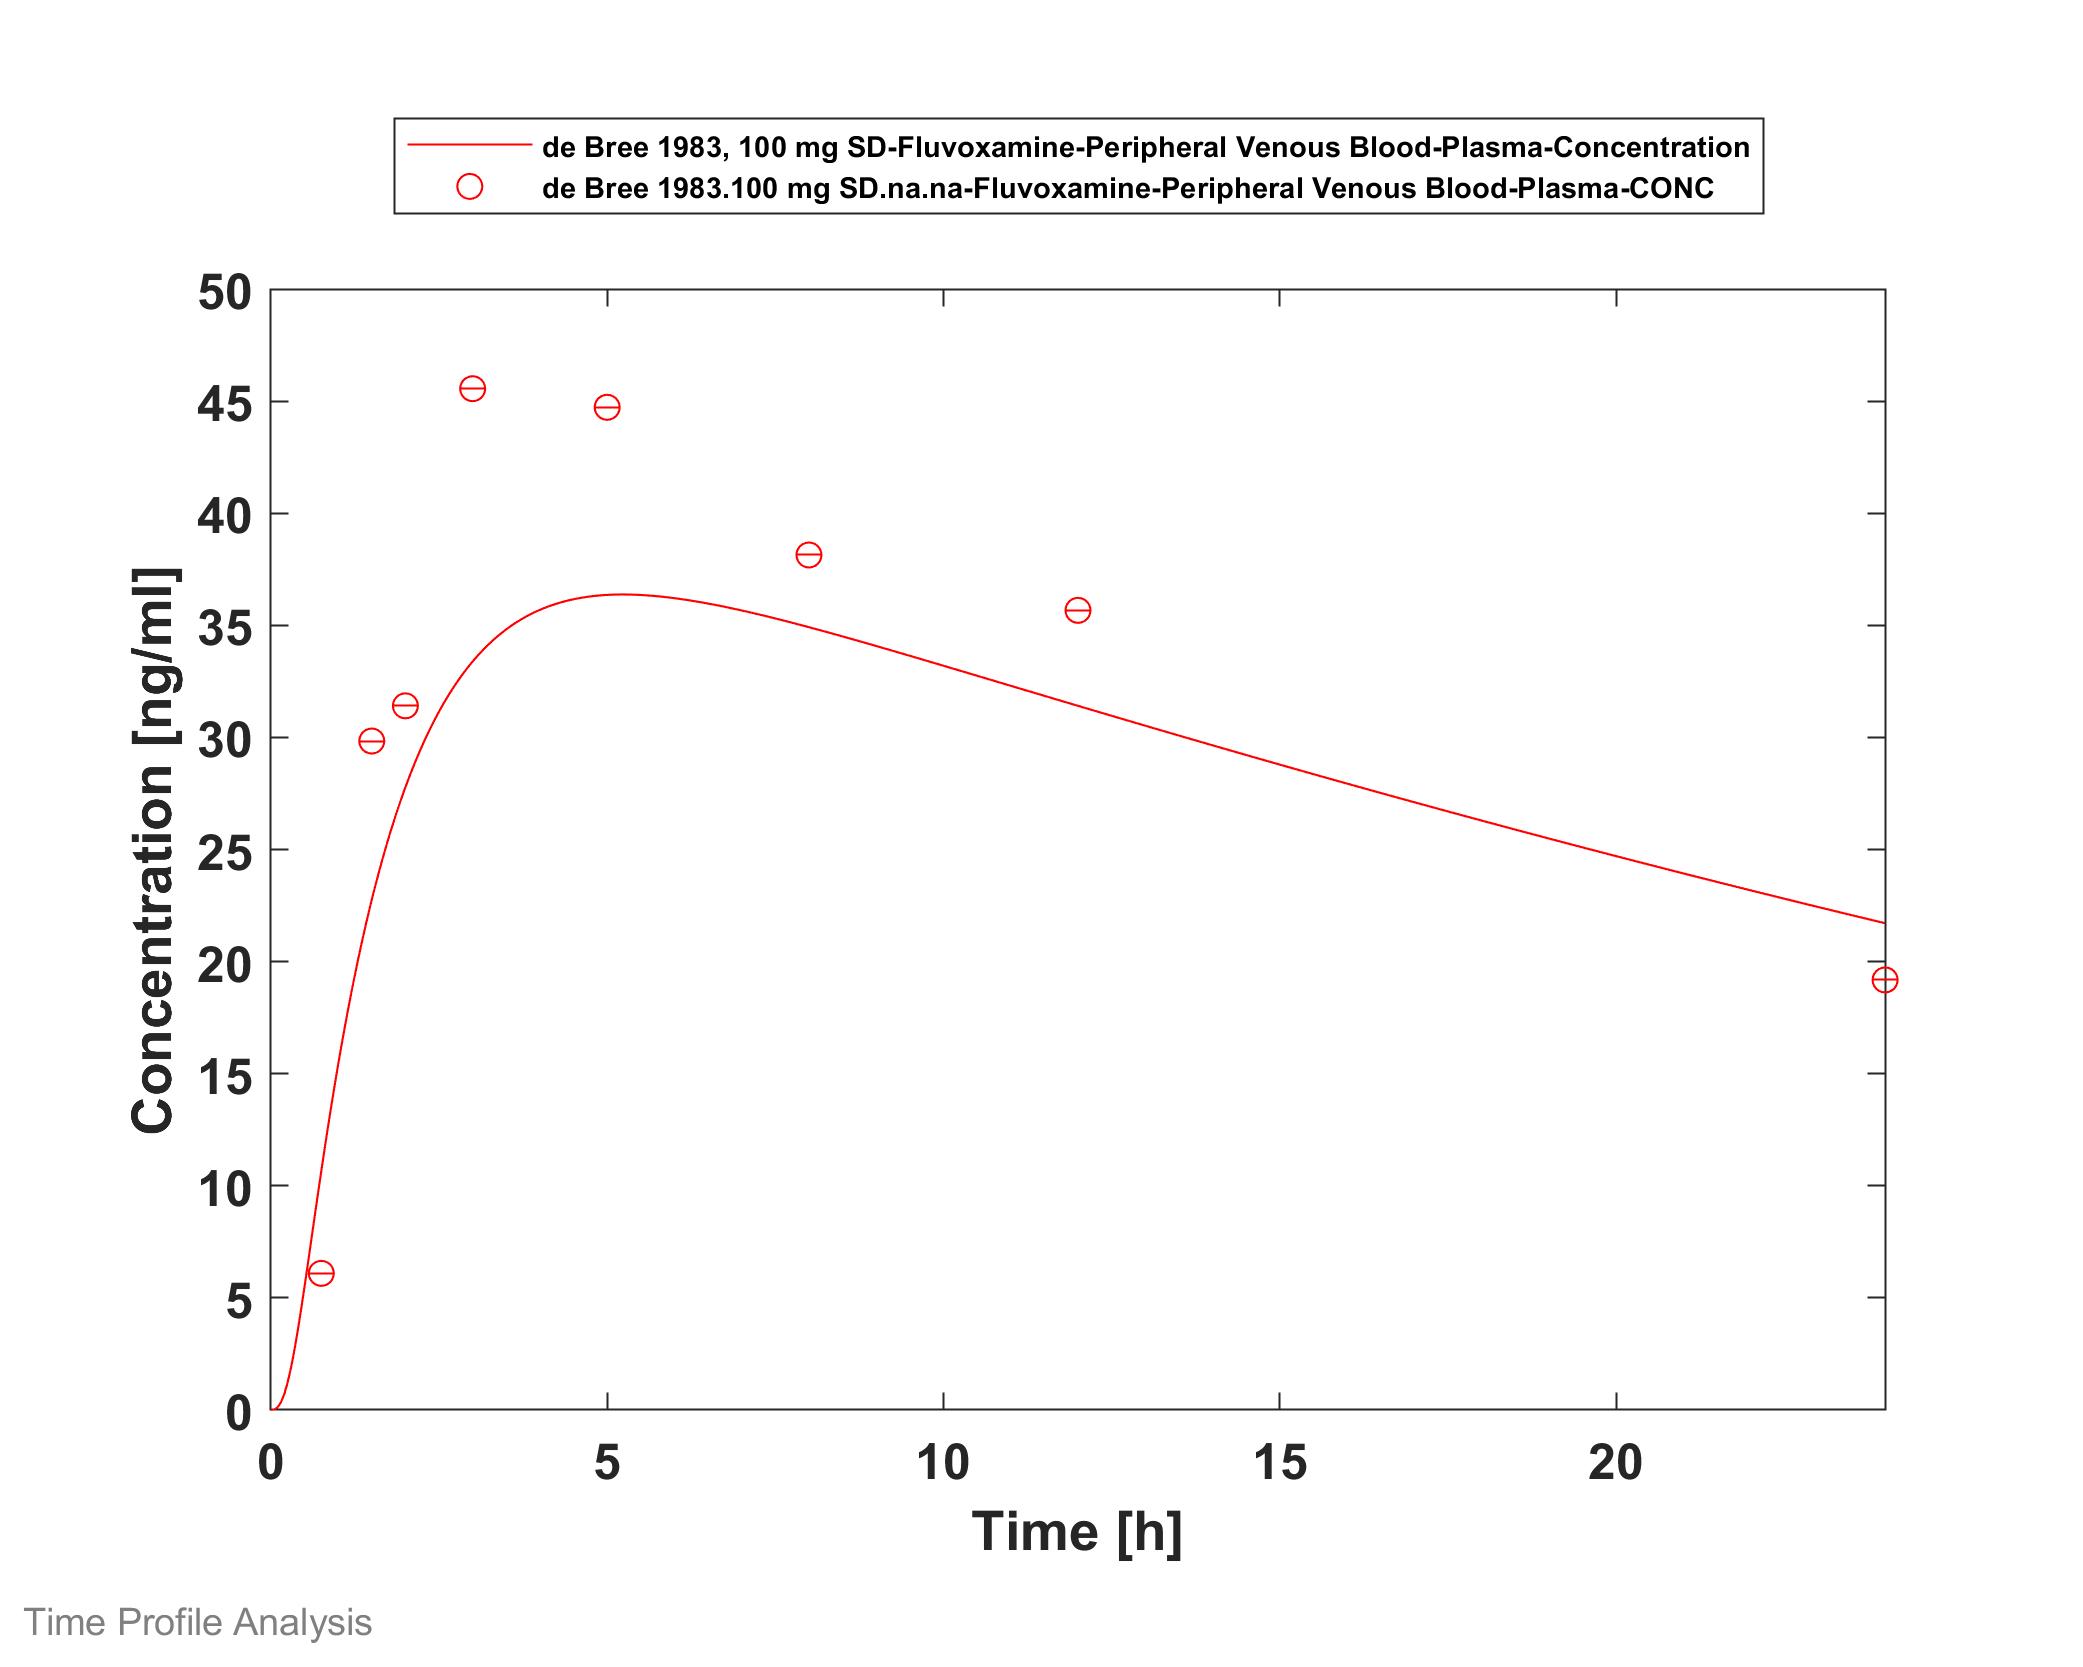 de Bree 1983, 100 mg SD-Fluvoxamine-Peripheral Venous Blood-Plasma-Concentration
de Bree 1983.100 mg SD.na.na-Fluvoxamine-Peripheral Venous Blood-Plasma-CONC
50
45
40
35
30
25
20
15
10
5
0
Concentration [ng/ml]
0 5 10 15 20
Time [h]
Time Profile Analysis